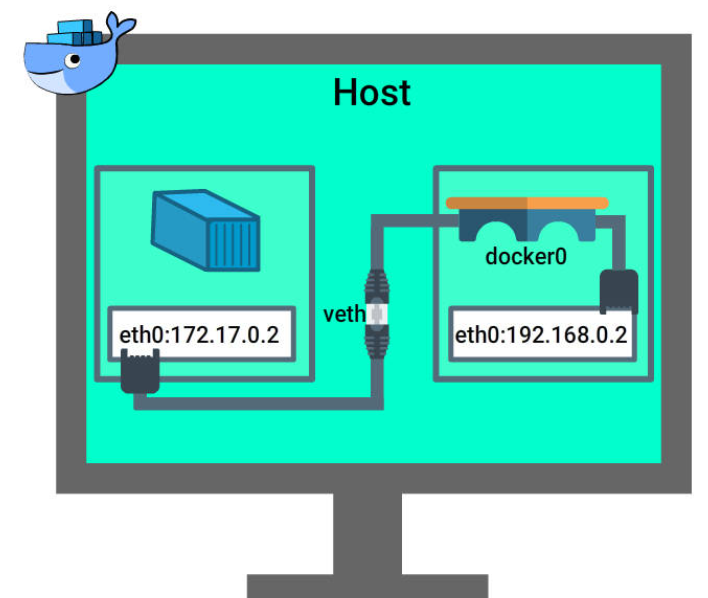 Host
docker0
veth
eth0:172.17.0.2
eth0:192.168.0.2